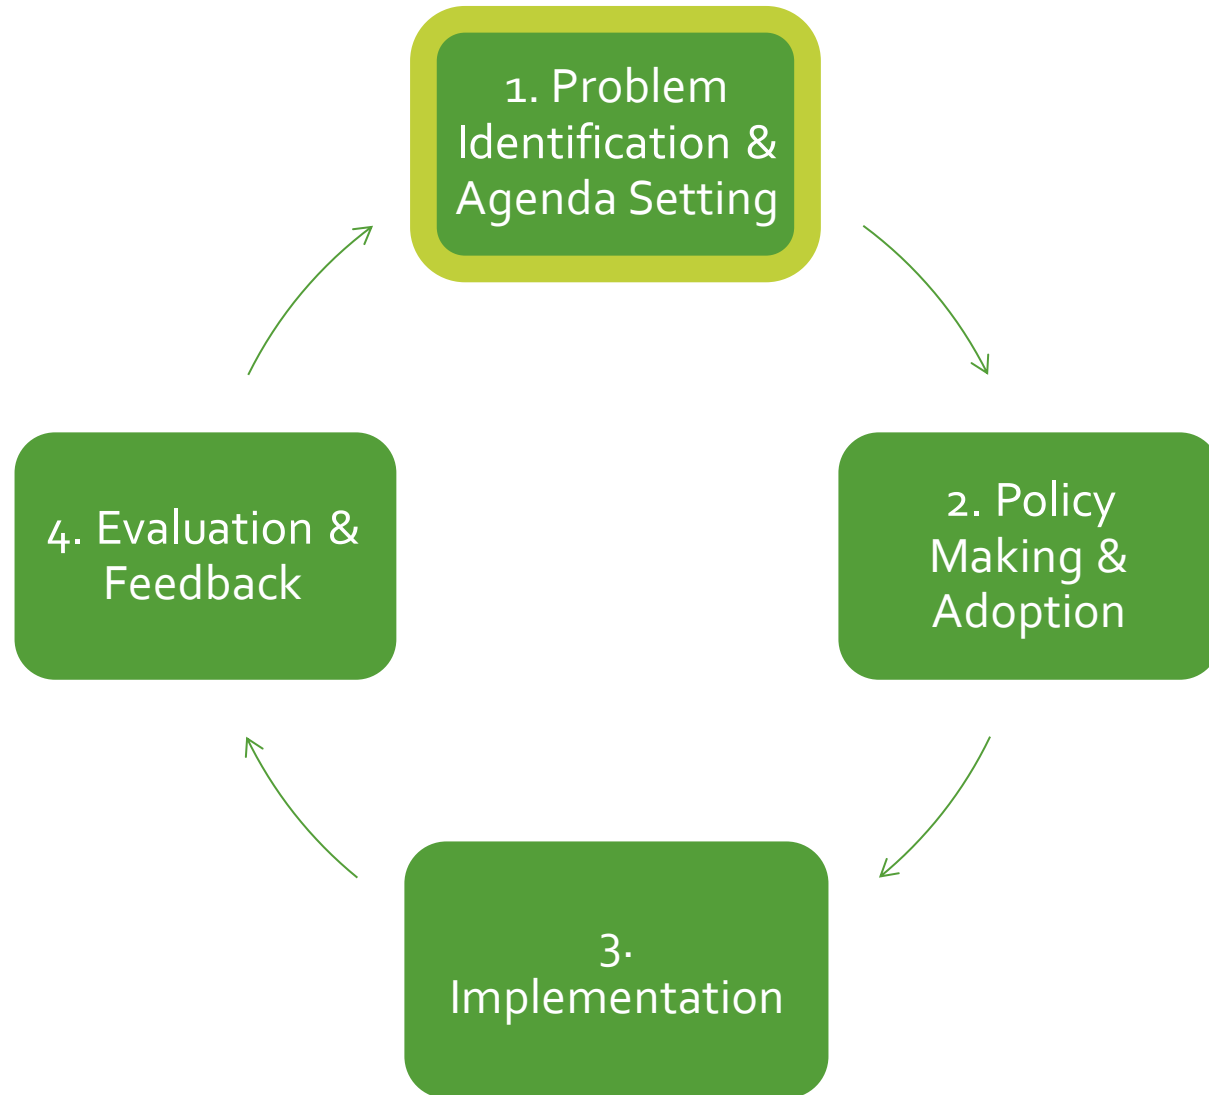 1. Problem
Identification &
Agenda Setting
2. Policy
Making &
Adoption
3.
Implementation
4. Evaluation &
Feedback